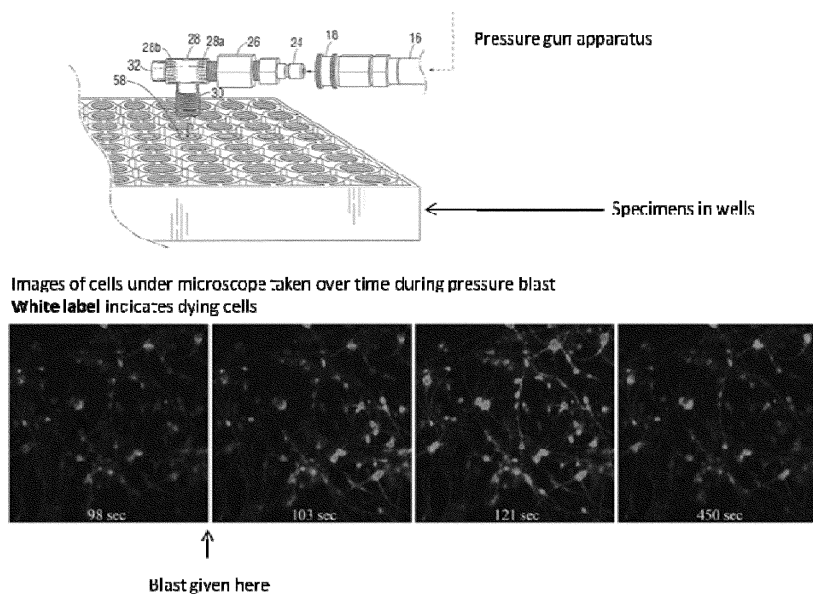 28b 28 28a 26 24 18 16
Pressure gun apparatus
32
30
58
Specimens in wells
Images of cells under microscope taken over time during pressure blast
White label indicates dying cells
98 sec 103 sec 121 sec 450 sec
Blast given here